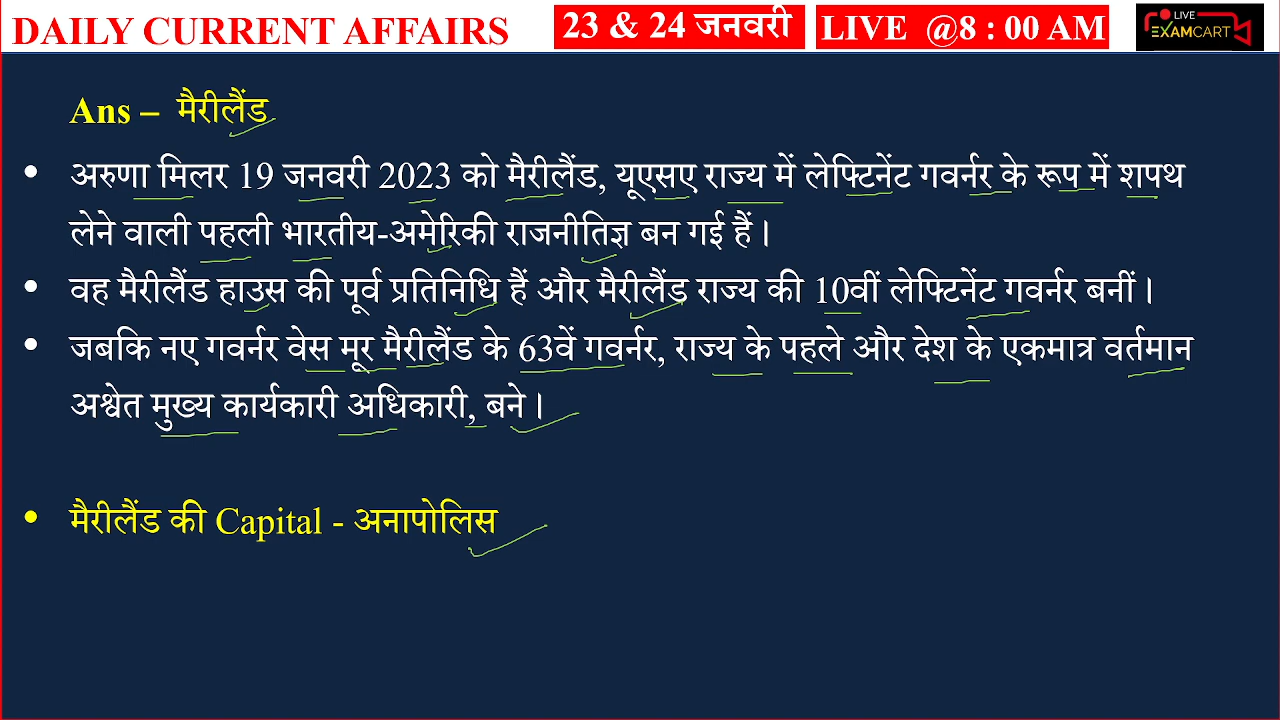 DAILY CURRENT AFFAIRS
23 & 24 जनवरी
LIVE @8 : 00 AM
LIVE
EXAMCART
Ans – मैरीलैंड
• अरुणा मिलर 19 जनवरी 2023 को मैरीलैंड, यूएसए राज्य में लेफ्टिनेंट गवर्नर के रूप में शपथ
लेने वाली पहली भारतीय-अमेरिकी राजनीतिज्ञ बन गई हैं।
• वह मैरीलैंड हाउस की पूर्व प्रतिनिधि हैं और मैरीलैंड राज्य की 10वीं लेफ्टिनेंट गवर्नर बनीं।
• जबकि नए गवर्नर वेस मूर मैरीलैंड के 63वें गवर्नर, राज्य के पहले और देश के एकमात्र वर्तमान
अश्वेत मुख्य कार्यकारी अधिकारी, बने।
• मैरीलैंड की Capital - अनापोलिस